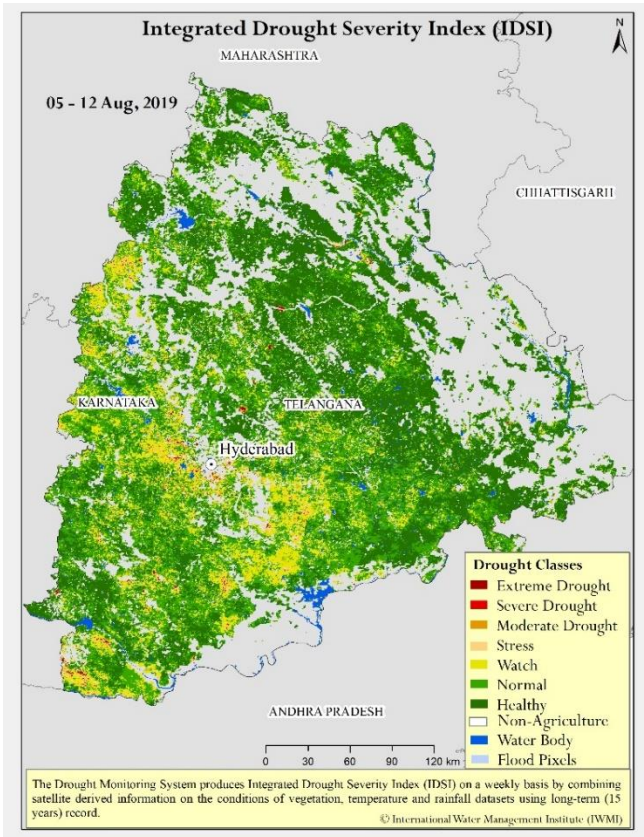 Integrated Drought Severity Index (IDSI)
N
MAHARASHTRA
05 - 12 Aug, 2019
CHHATTISGARH
KARNATAKA
TELANGANA
Hyderabad
Drought Classes
Extreme Drought
Severe Drought
Moderate Drought
Stress
Watch
Normal
Healthy
Non-Agriculture
Water Body
Flood Pixels
ANDHRA PRADESH
0 30 60 120 km
The Drought Monitoring System produces Integrated Drought Severity Index (IDSI) on a weekly basis by combining
satellite derived information on the conditions of vegetation, temperature and rainfall datasets using long-term (15
years) record.
© International Water Management Institute (IWMI)